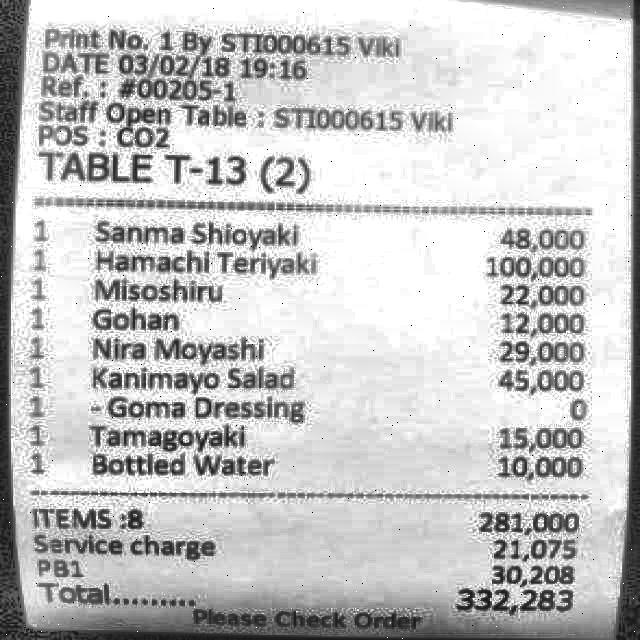 Print No. 1 By STI000615 Viki
DATE 03/02/18 19:16
Ref. : #00205-1
Staff Open Table : STI000615 Viki
POS : CO2
TABLE T-13 (2)
1 Sanma Shioyaki 48,000
1 Hamachi Teriyaki 100,000
1 Misoshiru 22,000
1 Gohan 12,000
1 Nira Moyashi 29,000
1 Kanimayo Salad 45,000
1 - Goma Dressing 0
1 Tamagoyaki 15,000
1 Bottled Water 10,000
ITEMS :8 281,000
Service charge 21,075
PB1 30,208
Total......... 332,283
Please Check Order